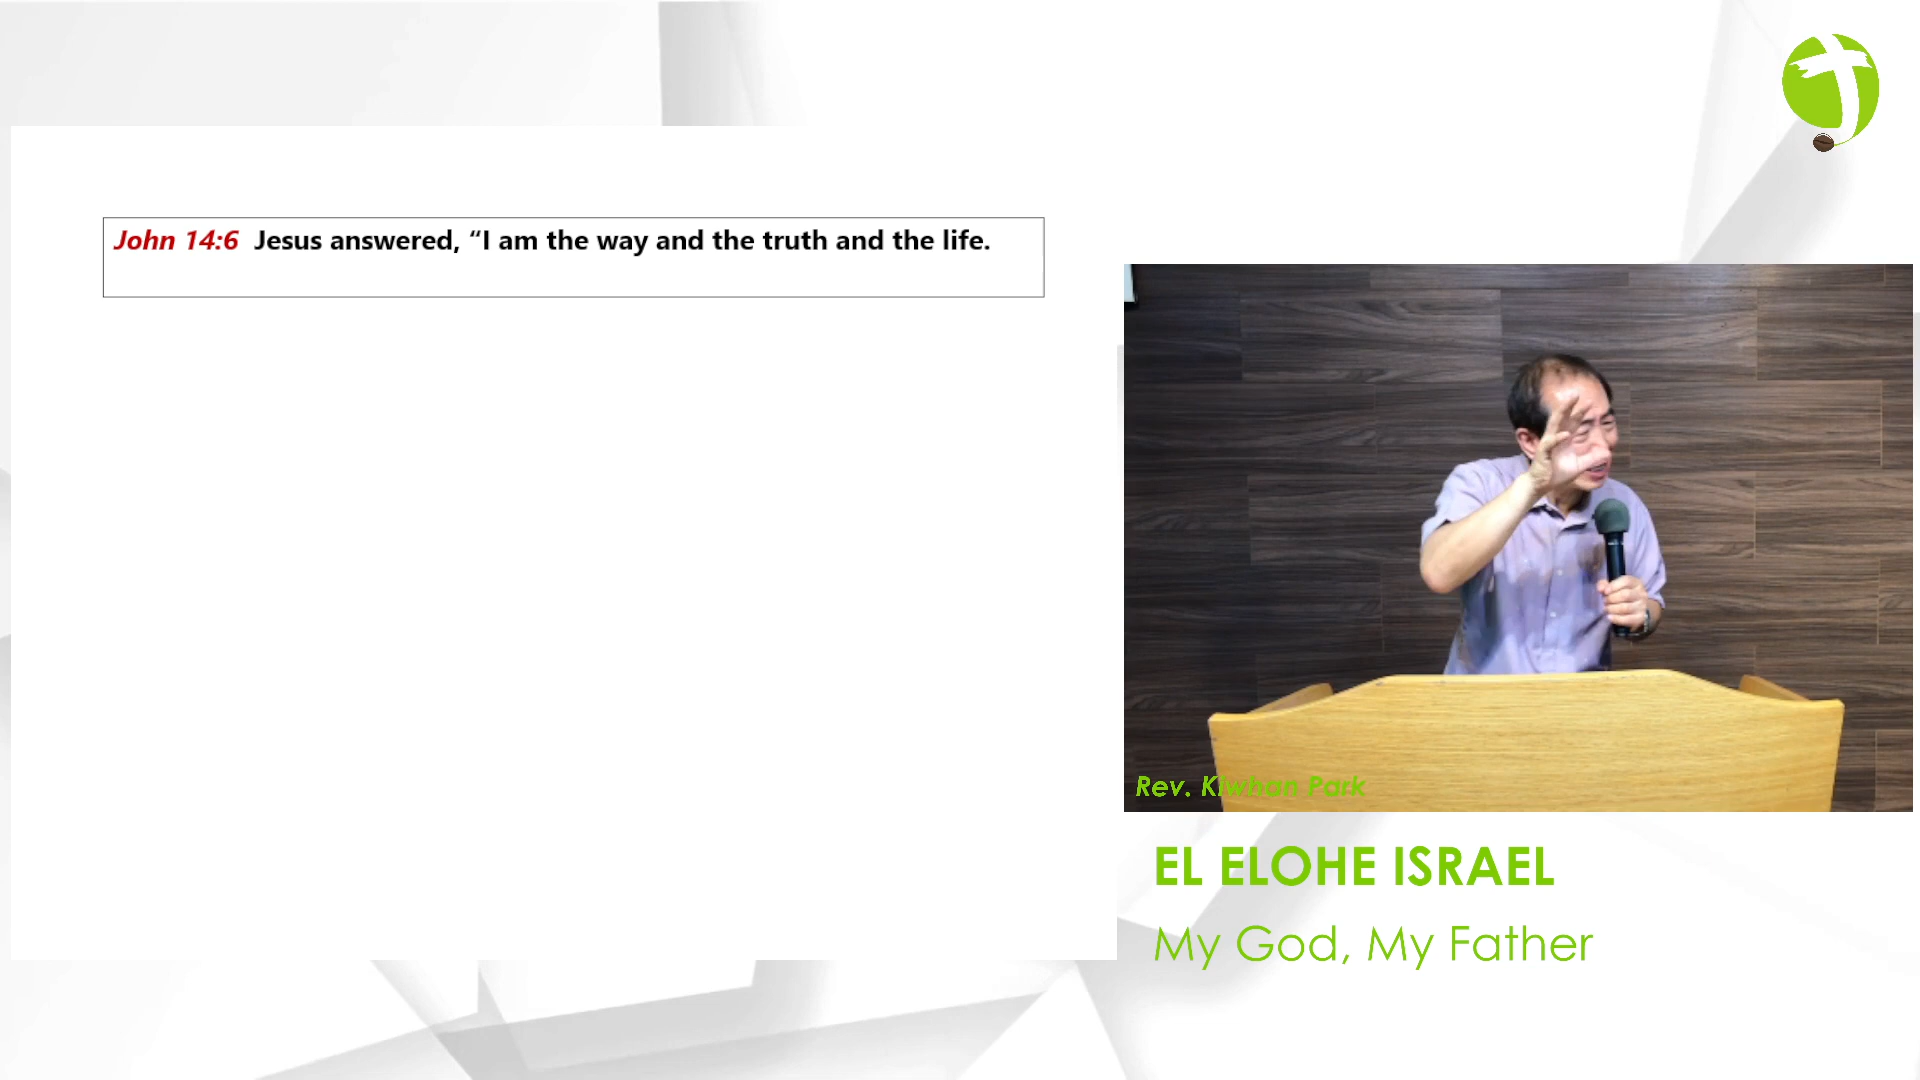 John 14:6 Jesus answered, “I am the way and the truth and the life.
Rev. Kiwhan Park
EL ELOHE ISRAEL
My God, My Father